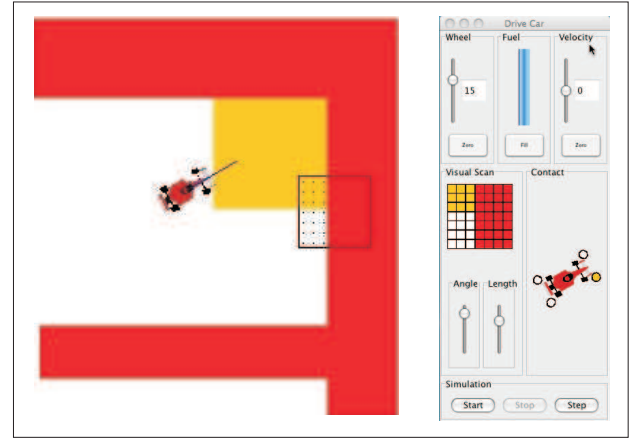 Drive Car
Wheel Fuel Velocity
15 0
Zero Fill Zero
Visual Scan Contact
Angle Length
Simulation
Start Stop Step